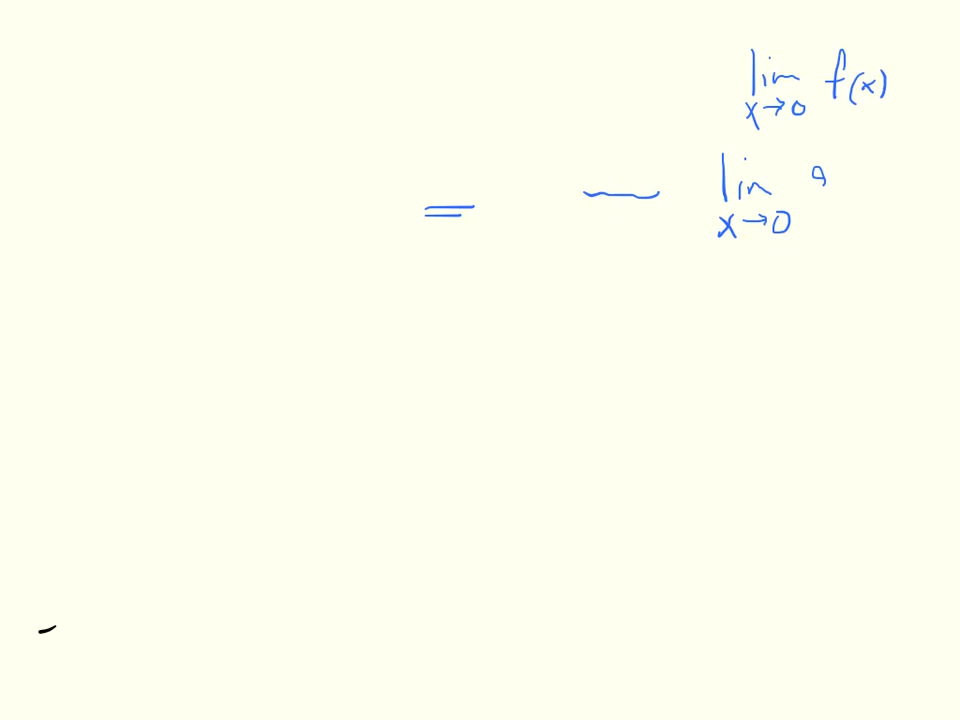 lim f(x)
x→0
= — lim
x→0